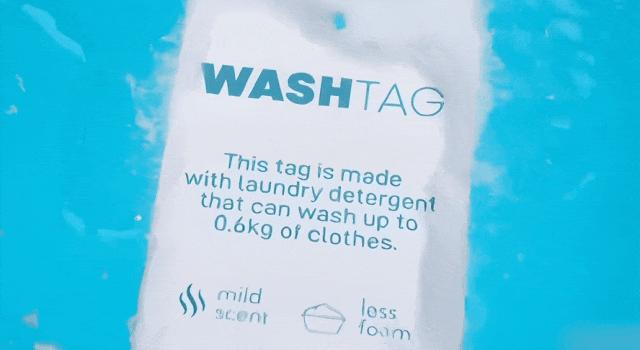 WASHTAG
This tag is made
with laundry detergent
that can wash up to
0.6kg of clothes.
mild
scent
less
foam